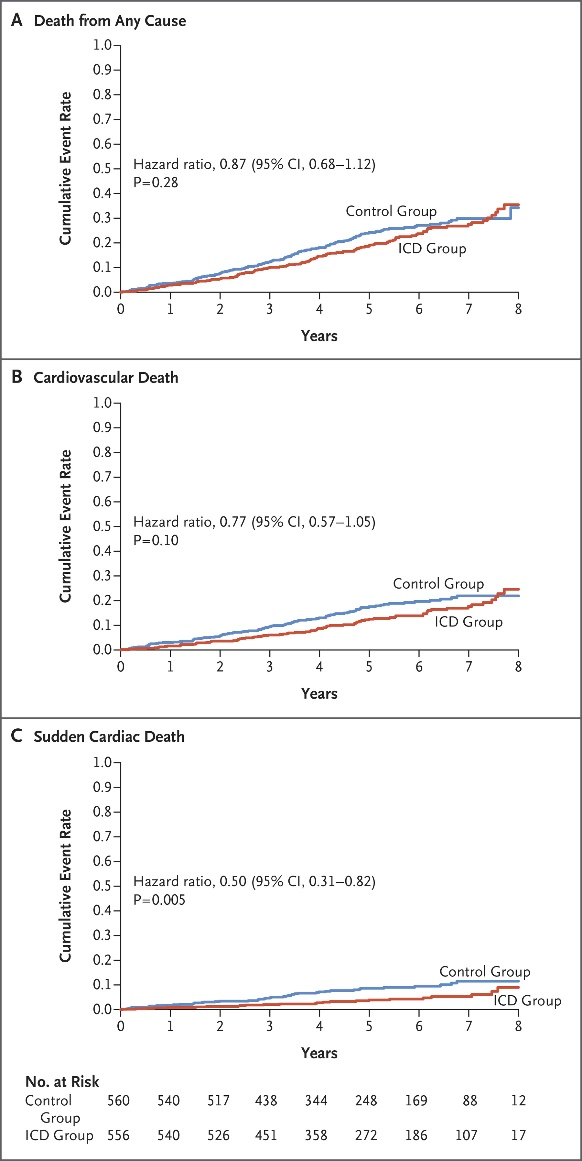 A Death from Any Cause
Cumulative Event Rate
1.0
0.9
0.8
0.7
0.6
0.5
0.4
0.3
0.2
0.1
0.0
Hazard ratio, 0.87 (95% CI, 0.68–1.12)
P=0.28
Control Group
ICD Group
0 1 2 3 4 5 6 7 8
Years
B Cardiovascular Death
Cumulative Event Rate
1.0
0.9
0.8
0.7
0.6
0.5
0.4
0.3
0.2
0.1
0.0
Hazard ratio, 0.77 (95% CI, 0.57–1.05)
P=0.10
Control Group
ICD Group
0 1 2 3 4 5 6 7 8
Years
C Sudden Cardiac Death
Cumulative Event Rate
1.0
0.9
0.8
0.7
0.6
0.5
0.4
0.3
0.2
0.1
0.0
Hazard ratio, 0.50 (95% CI, 0.31–0.82)
P=0.005
Control Group
ICD Group
0 1 2 3 4 5 6 7 8
Years
No. at Risk
Control 560 540 517 438 344 248 169 88 12
Group
ICD Group 556 540 526 451 358 272 186 107 17